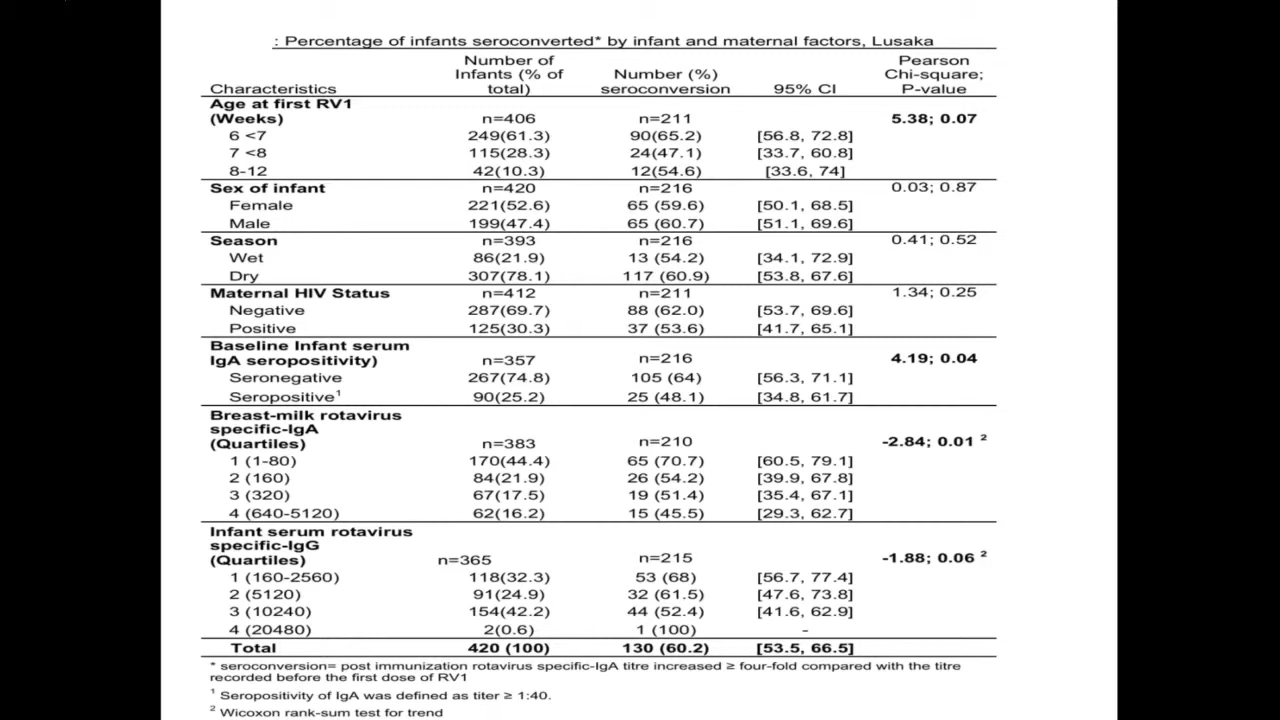 : Percentage of infants seroconverted* by infant and maternal factors, Lusaka
Characteristics Number of Infants (% of total) Number (%) seroconversion 95% CI Pearson Chi-square; P-value
Age at first RV1 (Weeks) n=406 n=211 5.38; 0.07
6 <7 249(61.3) 90(65.2) [56.8, 72.8]
7 <8 115(28.3) 24(47.1) [33.7, 60.8]
8-12 42(10.3) 12(54.6) [33.6, 74]
Sex of infant n=420 n=216 0.03; 0.87
Female 221(52.6) 65 (59.6) [50.1, 68.5]
Male 199(47.4) 65 (60.7) [51.1, 69.6]
Season n=393 n=216 0.41; 0.52
Wet 86(21.9) 13 (54.2) [34.1, 72.9]
Dry 307(78.1) 117 (60.9) [53.8, 67.6]
Maternal HIV Status n=412 n=211 1.34; 0.25
Negative 287(69.7) 88 (62.0) [53.7, 69.6]
Positive 125(30.3) 37 (53.6) [41.7, 65.1]
Baseline Infant serum IgA seropositivity) n=357 n=216 4.19; 0.04
Seronegative 267(74.8) 105 (64) [56.3, 71.1]
Seropositive¹ 90(25.2) 25 (48.1) [34.8, 61.7]
Breast-milk rotavirus specific-IgA (Quartiles) n=383 n=210 -2.84; 0.01 ²
1 (1-80) 170(44.4) 65 (70.7) [60.5, 79.1]
2 (160) 84(21.9) 26 (54.2) [39.9, 67.8]
3 (320) 67(17.5) 19 (51.4) [35.4, 67.1]
4 (640-5120) 62(16.2) 15 (45.5) [29.3, 62.7]
Infant serum rotavirus specific-IgG (Quartiles) n=365 n=215 -1.88; 0.06 ²
1 (160-2560) 118(32.3) 53 (68) [56.7, 77.4]
2 (5120) 91(24.9) 32 (61.5) [47.6, 73.8]
3 (10240) 154(42.2) 44 (52.4) [41.6, 62.9]
4 (20480) 2(0.6) 1 (100) -
Total 420 (100) 130 (60.2) [53.5, 66.5]
* seroconversion= post immunization rotavirus specific-IgA titre increased ≥ four-fold compared with the titre
recorded before the first dose of RV1
¹ Seropositivity of IgA was defined as titer ≥ 1:40.
² Wicoxon rank-sum test for trend